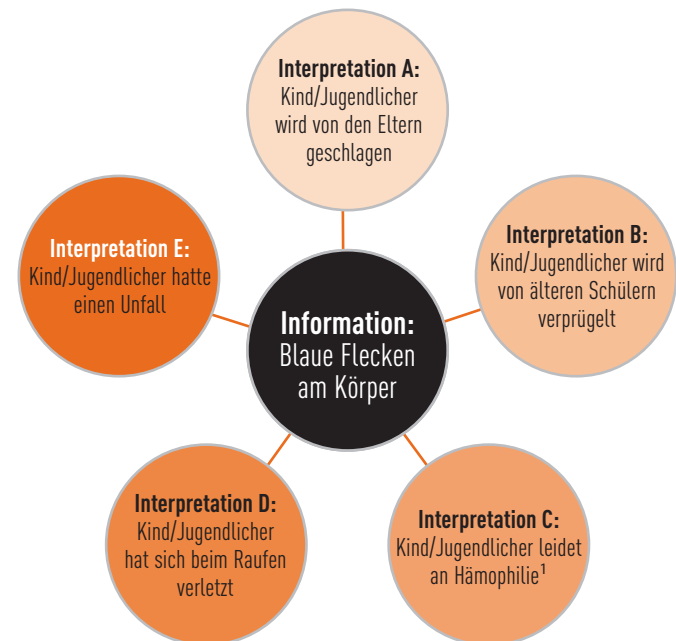 Interpretation A:
Kind/Jugendlicher
wird von den Eltern
geschlagen
Interpretation E:
Kind/Jugendlicher hatte
einen Unfall
Interpretation B:
Kind/Jugendlicher wird
von älteren Schülern
verprügelt
Information:
Blaue Flecken
am Körper
Interpretation D:
Kind/Jugendlicher
hat sich beim Raufen
verletzt
Interpretation C:
Kind/Jugendlicher leidet
an Hämophilie¹